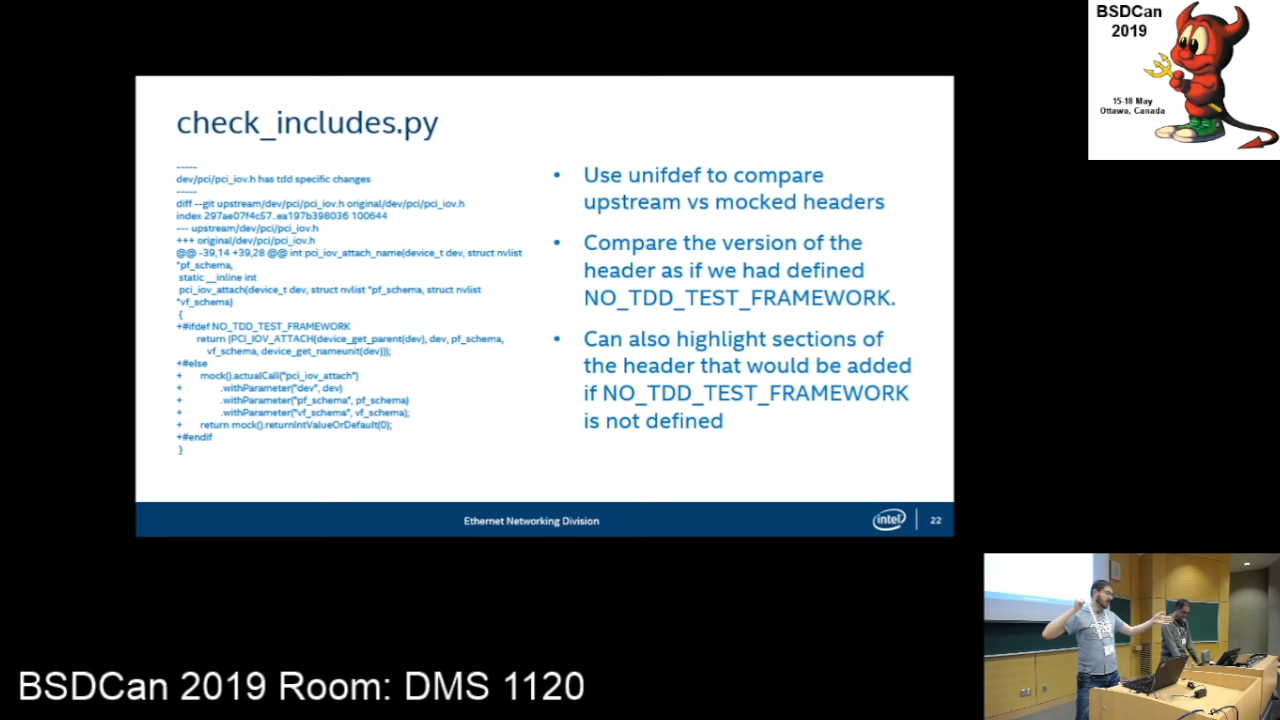 BSDCan
2019
15-18 May
Ottawa, Canada
check_includes.py
-----
dev/pci/pci_iov.h has tdd specific changes
-----
diff --git upstream/dev/pci/pci_iov.h original/dev/pci/pci_iov.h
index 297ae07f4c57..ea197b398036 100644
--- upstream/dev/pci/pci_iov.h
+++ original/dev/pci/pci_iov.h
@@ -39,14 +39,28 @@ int pci_iov_attach_name(device_t dev, struct nvlist
*pf_schema,
static __inline int
pci_iov_attach(device_t dev, struct nvlist *pf_schema, struct nvlist
*vf_schema)
{
+#ifdef NO_TDD_TEST_FRAMEWORK
return (PCI_IOV_ATTACH(device_get_parent(dev), dev, pf_schema,
vf_schema, device_get_nameunit(dev)));
+#else
+ mock().actualCall("pci_iov_attach")
+ .withParameter("dev", dev)
+ .withParameter("pf_schema", pf_schema)
+ .withParameter("vf_schema", vf_schema);
+ return mock().returnIntValueOrDefault(0);
+#endif
}
• Use unifdef to compare
upstream vs mocked headers
• Compare the version of the
header as if we had defined
NO_TDD_TEST_FRAMEWORK.
• Can also highlight sections of
the header that would be added
if NO_TDD_TEST_FRAMEWORK
is not defined
Ethernet Networking Division
intel
22
BSDCan 2019 Room: DMS 1120